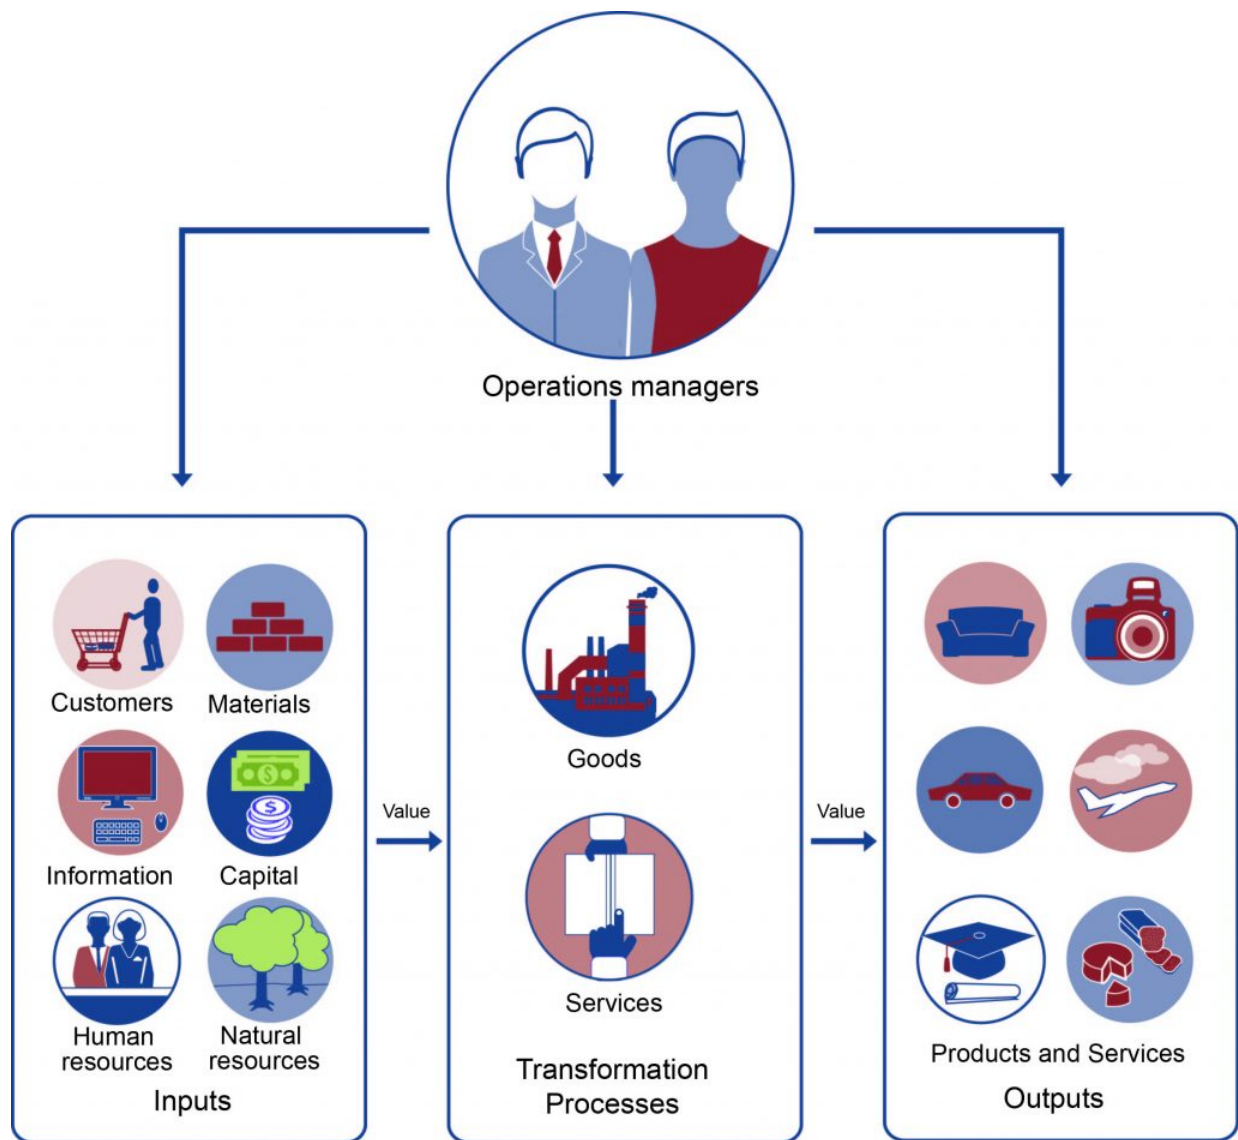 Operations managers
Customers
Materials
Information
Capital
Human
resources
Natural
resources
Inputs
Value
Goods
Services
Transformation
Processes
Value
Products and Services
Outputs